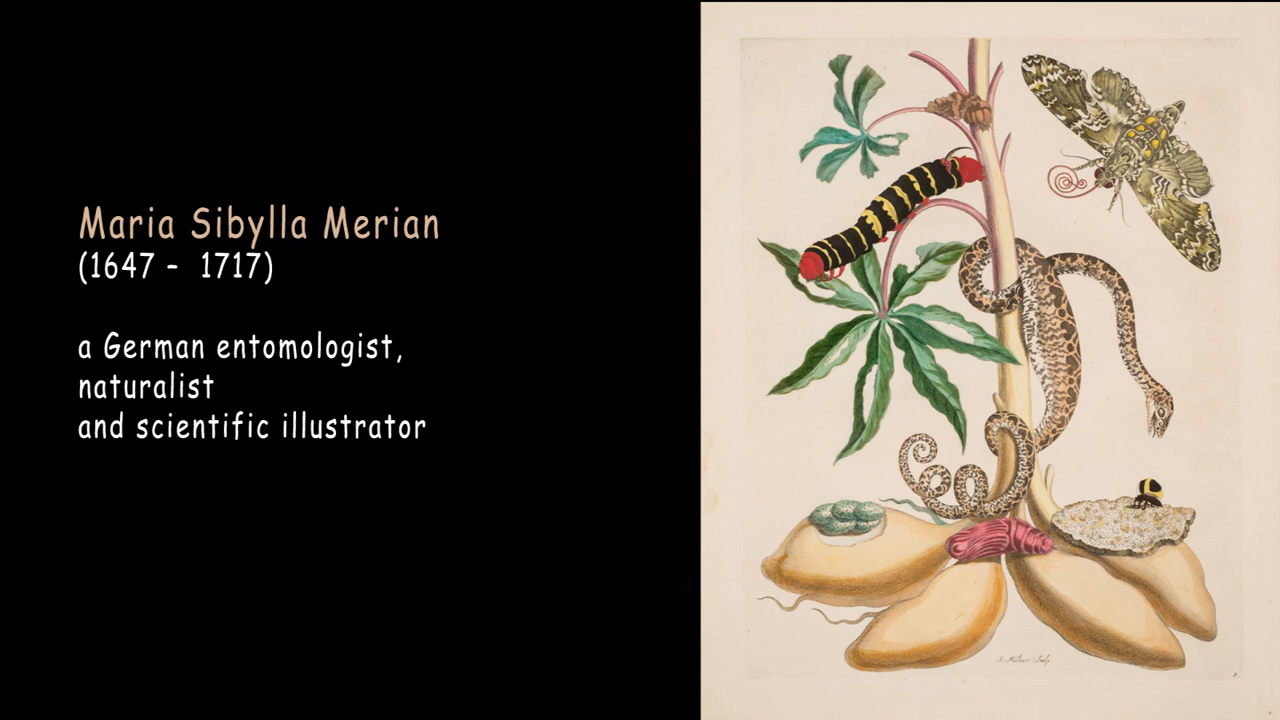 Maria Sibylla Merian
(1647 - 1717)
a German entomologist,
naturalist
and scientific illustrator